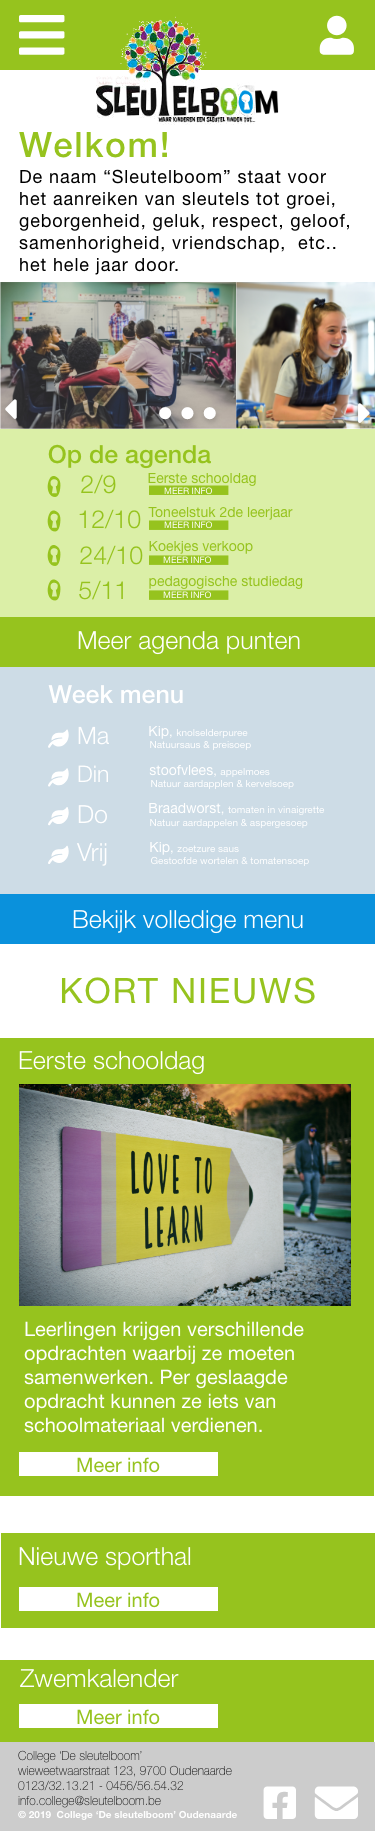 SLEUTELBOOM
WAAR KINDEREN EEN SLEUTEL VINDEN TOT...
Welkom!
De naam “Sleutelboom” staat voor
het aanreiken van sleutels tot groei,
geborgenheid, geluk, respect, geloof,
samenhorigheid, vriendschap,  etc..
het hele jaar door.
Op de agenda
2/9 Eerste schooldag
MEER INFO
12/10 Toneelstuk 2de leerjaar
MEER INFO
24/10 Koekjes verkoop
MEER INFO
5/11 pedagogische studiedag
MEER INFO
Meer agenda punten
Week menu
Ma Kip, knolselderpuree
Natuursaus & preisoep
Din stoofvlees, appelmoes
Natuur aardapplen & kervelsoep
Do Braadworst, tomaten in vinaigrette
Natuur aardappelen & aspergesoep
Vrij Kip, zoetzure saus
Gestoofde wortelen & tomatensoep
Bekijk volledige menu
KORT NIEUWS
Eerste schooldag
LOVE TO
LEARN
Leerlingen krijgen verschillende
opdrachten waarbij ze moeten
samenwerken. Per geslaagde
opdracht kunnen ze iets van
schoolmateriaal verdienen.
Meer info
Nieuwe sporthal
Meer info
Zwemkalender
Meer info
College ‘De sleutelboom’
wieweetwaarstraat 123, 9700 Oudenaarde
0123/32.13.21 - 0456/56.54.32
info.college@sleutelboom.be
© 2019  College ‘De sleutelboom’ Oudenaarde